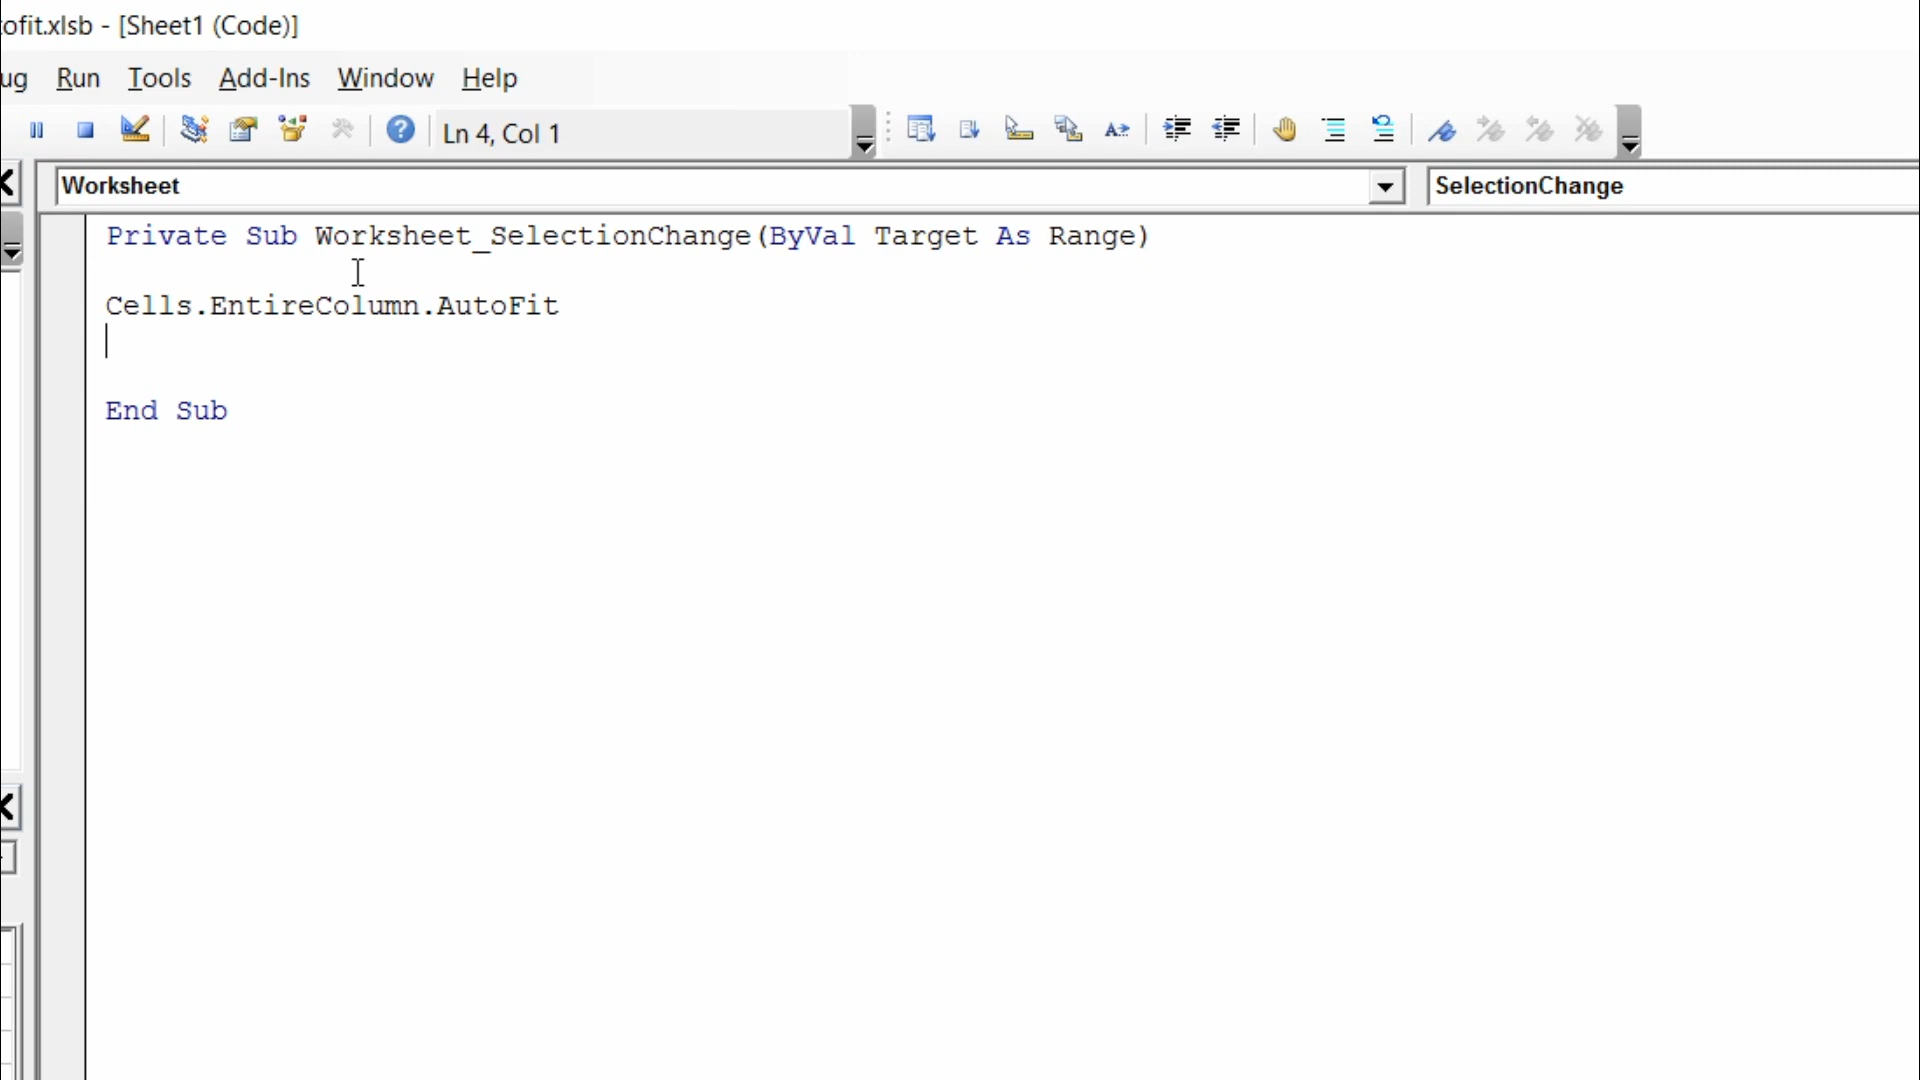 ofit.xlsb - [Sheet1 (Code)]
ug Run Tools Add-Ins Window Help
Ln 4, Col 1
Worksheet SelectionChange
Private Sub Worksheet_SelectionChange(ByVal Target As Range)
Cells.EntireColumn.AutoFit
End Sub